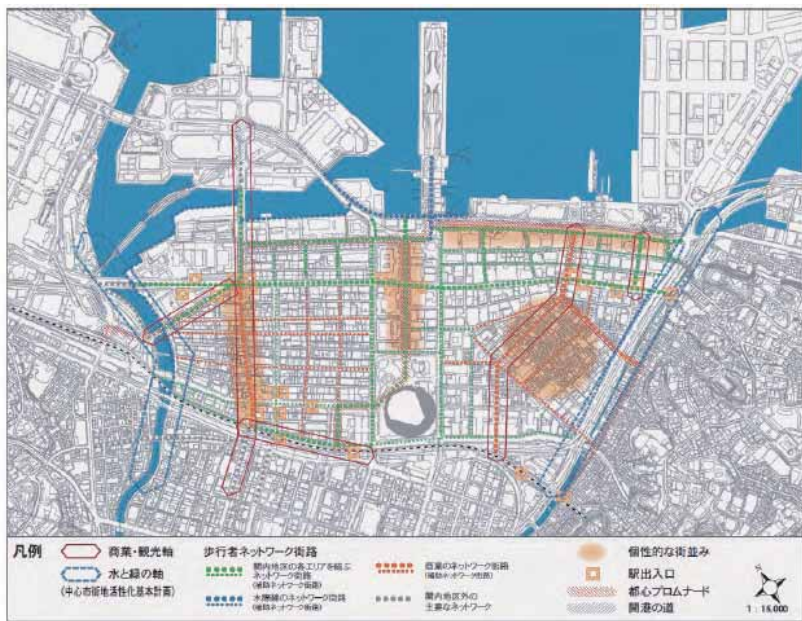 凡例
商業・観光軸
水と緑の軸
(中心市街地活性化基本計画)
歩行者ネットワーク街路
関内地区の各エリアを結ぶ
ネットワーク街路
(補助ネットワーク街路)
水際線のネットワーク街路
(補助ネットワーク街路)
商業のネットワーク街路
(補助ネットワーク街路)
関内地区外の
主要なネットワーク
個性的な街並み
駅出入口
都心プロムナード
開港の道
1：15,000